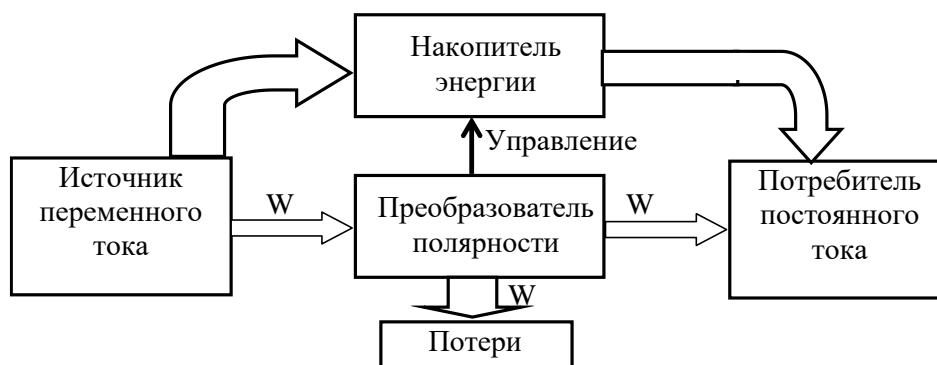 Накопитель
энергии
Управление
Источник
переменного
тока
W
Преобразователь
полярности
W
Потребитель
постоянного
тока
W
Потери